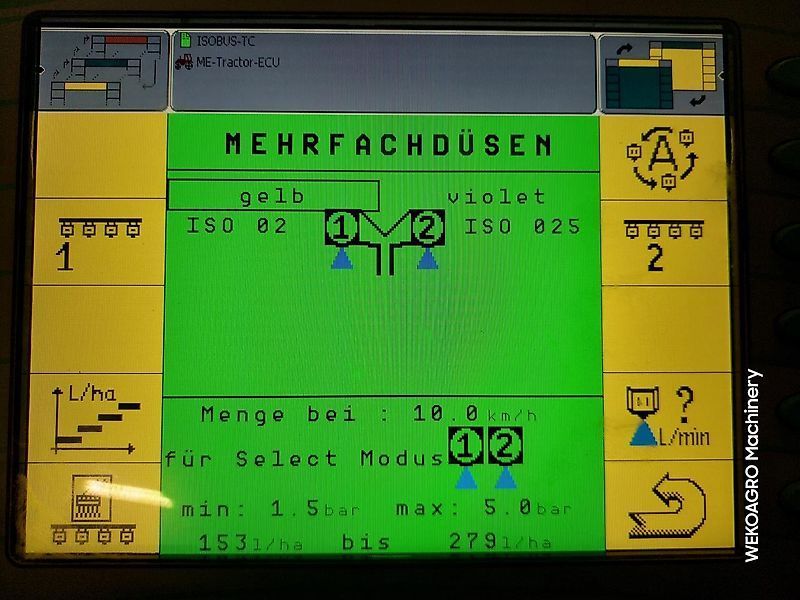 ISOBUS-TC
ME-Tractor-ECU
MEHRFACHDÜSEN
gelb violet
ISO 02 1 2 ISO 025
1
2
L/ha
Menge bei : 10.0 km/h
für Select Modus 1 2
? L/min
min: 1.5 bar max: 5.0 bar
153 l/ha bis 279 l/ha
A
WEKOAGRO Machinery